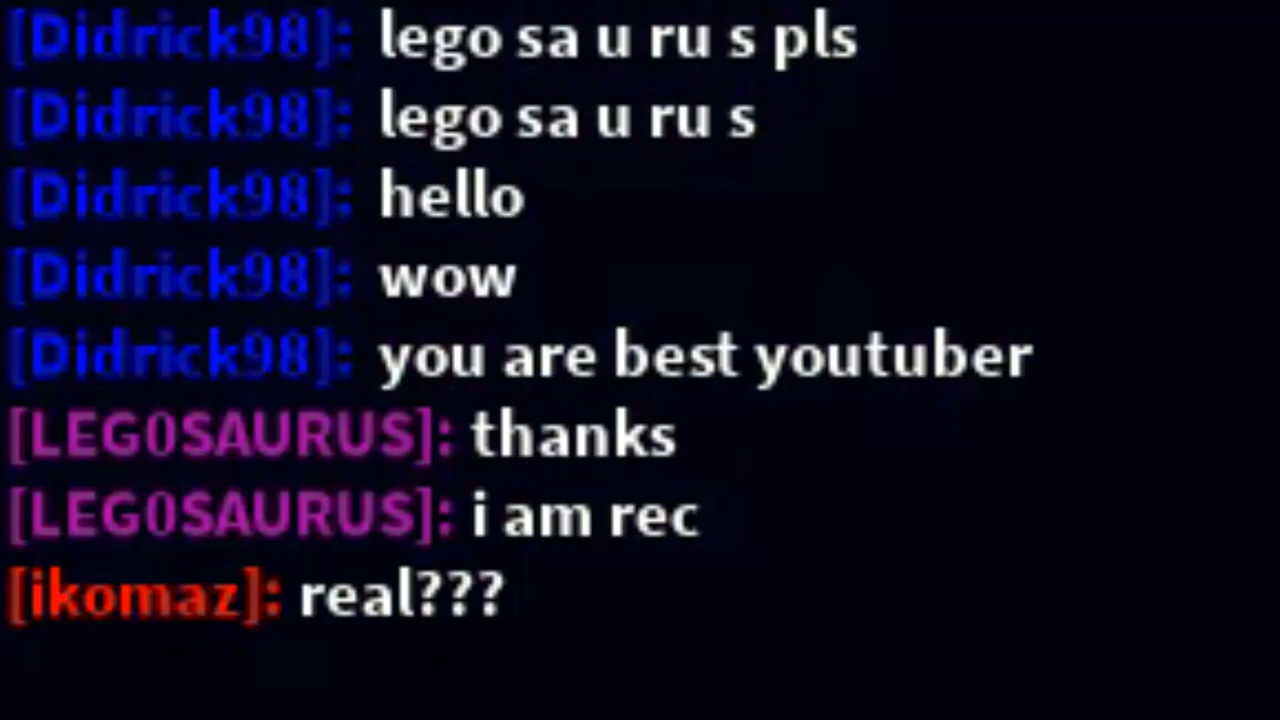 [Didrick98]: lego sa u ru s pls
[Didrick98]: lego sa u ru s
[Didrick98]: hello
[Didrick98]: wow
[Didrick98]: you are best youtuber
[LEG0SAURUS]: thanks
[LEG0SAURUS]: i am rec
[ikomaz]: real???